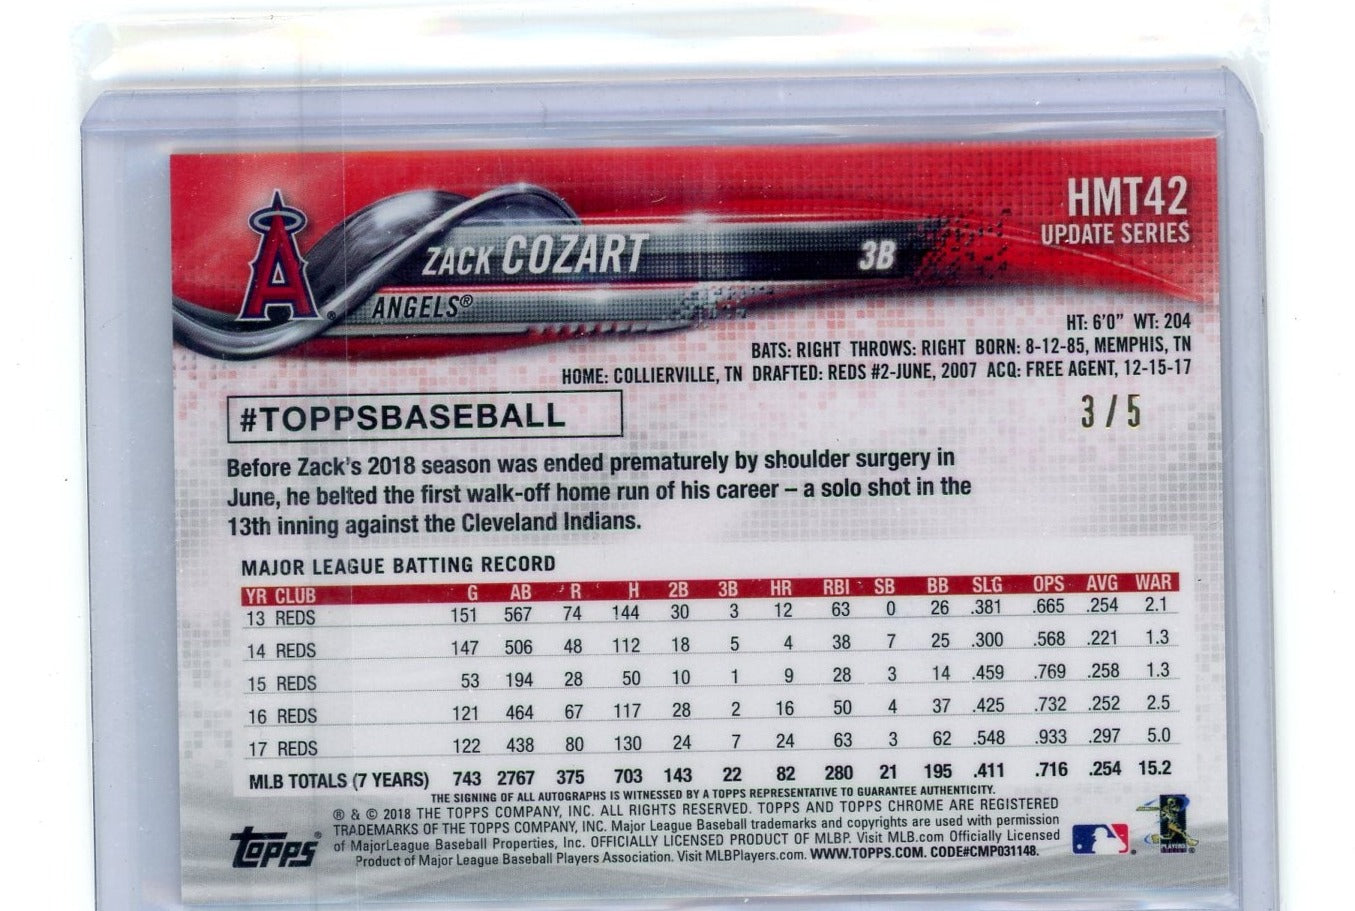 HMT42
UPDATE SERIES
ZACK COZART 3B
A
ANGELS®
HT: 6'0" WT: 204
BATS: RIGHT THROWS: RIGHT BORN: 8-12-85, MEMPHIS, TN
HOME: COLLIERVILLE, TN DRAFTED: REDS #2-JUNE, 2007 ACQ: FREE AGENT, 12-15-17
#TOPPSBASEBALL
3 / 5
Before Zack's 2018 season was ended prematurely by shoulder surgery in
June, he belted the first walk-off home run of his career – a solo shot in the
13th inning against the Cleveland Indians.
MAJOR LEAGUE BATTING RECORD
YR CLUB G AB R H 2B 3B HR RBI SB BB SLG OPS AVG WAR
13 REDS 151 567 74 144 30 3 12 63 0 26 .381 .665 .254 2.1
14 REDS 147 506 48 112 18 5 4 38 7 25 .300 .568 .221 1.3
15 REDS 53 194 28 50 10 1 9 28 3 14 .459 .769 .258 1.3
16 REDS 121 464 67 117 28 2 16 50 4 37 .425 .732 .252 2.5
17 REDS 122 438 80 130 24 7 24 63 3 62 .548 .933 .297 5.0
MLB TOTALS (7 YEARS) 743 2767 375 703 143 22 82 280 21 195 .411 .716 .254 15.2
THE SIGNING OF ALL AUTOGRAPHS IS WITNESSED BY A TOPPS REPRESENTATIVE TO GUARANTEE AUTHENTICITY.
® & © 2018 THE TOPPS COMPANY, INC. ALL RIGHTS RESERVED. TOPPS AND TOPPS CHROME ARE REGISTERED
TRADEMARKS OF THE TOPPS COMPANY, INC. Major League Baseball trademarks and copyrights are used with permission
of MajorLeague Baseball Properties, Inc. OFFICIALLY LICENSED PRODUCT OF MLBP. Visit MLB.com Officially Licensed
Product of Major League Baseball Players Association. Visit MLBPlayers.com. WWW.TOPPS.COM. CODE#CMP031148.
Topps®
PLAYERS